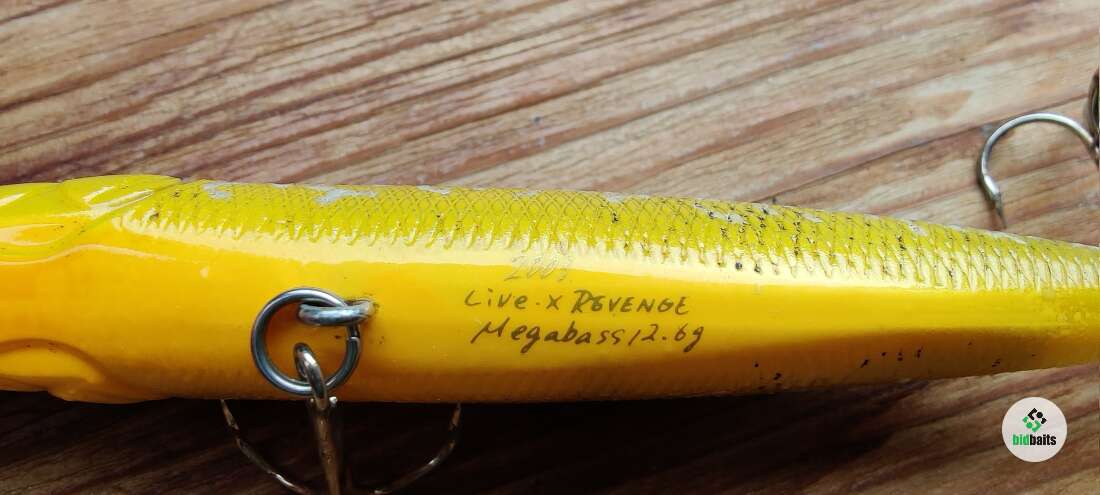 Live-X REVENGE
Megabass 12.6g
bidbaits